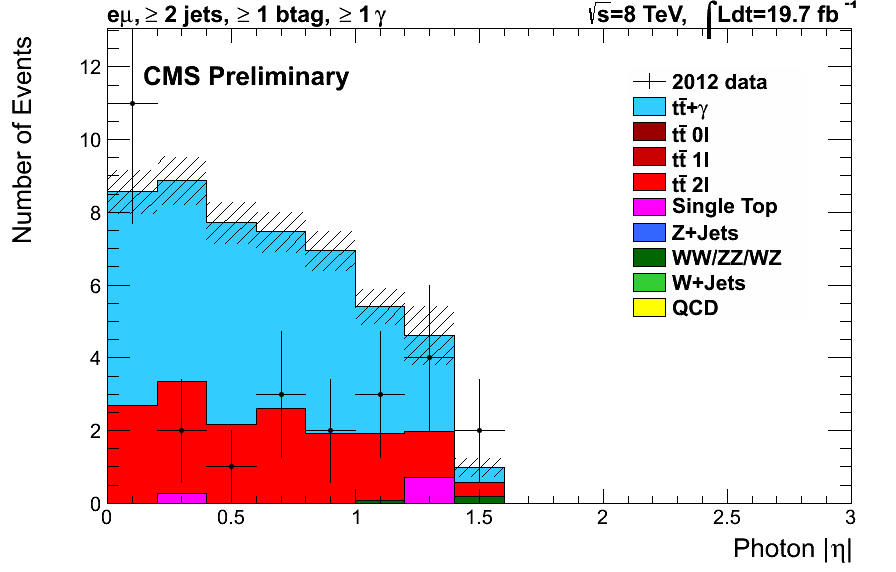 eμ, ≥ 2 jets, ≥ 1 btag, ≥ 1 γ
√s=8 TeV, ∫Ldt=19.7 fb⁻¹
CMS Preliminary
Number of Events
12
10
8
6
4
2
0
2012 data
tt̄+γ
tt̄ 0l
tt̄ 1l
tt̄ 2l
Single Top
Z+Jets
WW/ZZ/WZ
W+Jets
QCD
0 0.5 1 1.5 2 2.5 3
Photon |η|